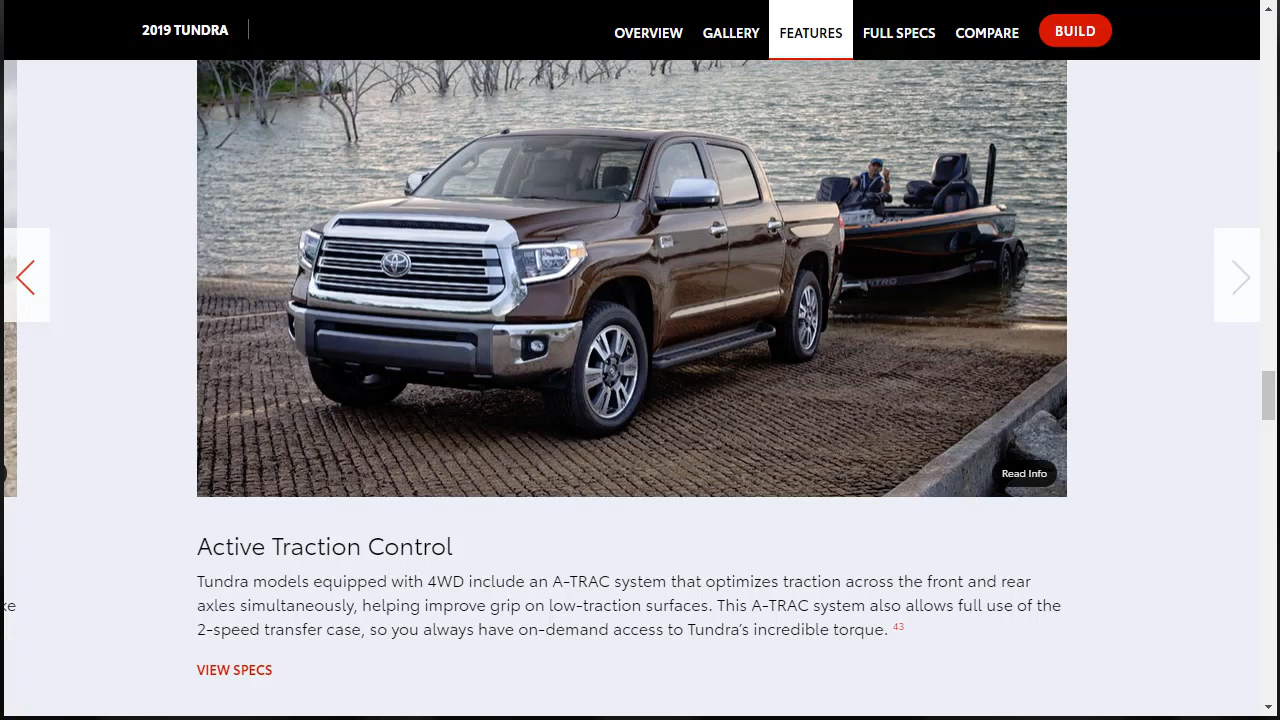 2019 TUNDRA
OVERVIEW GALLERY FEATURES FULL SPECS COMPARE BUILD
Read Info
Active Traction Control
Tundra models equipped with 4WD include an A-TRAC system that optimizes traction across the front and rear
axles simultaneously, helping improve grip on low-traction surfaces. This A-TRAC system also allows full use of the
2-speed transfer case, so you always have on-demand access to Tundra's incredible torque. 43
VIEW SPECS